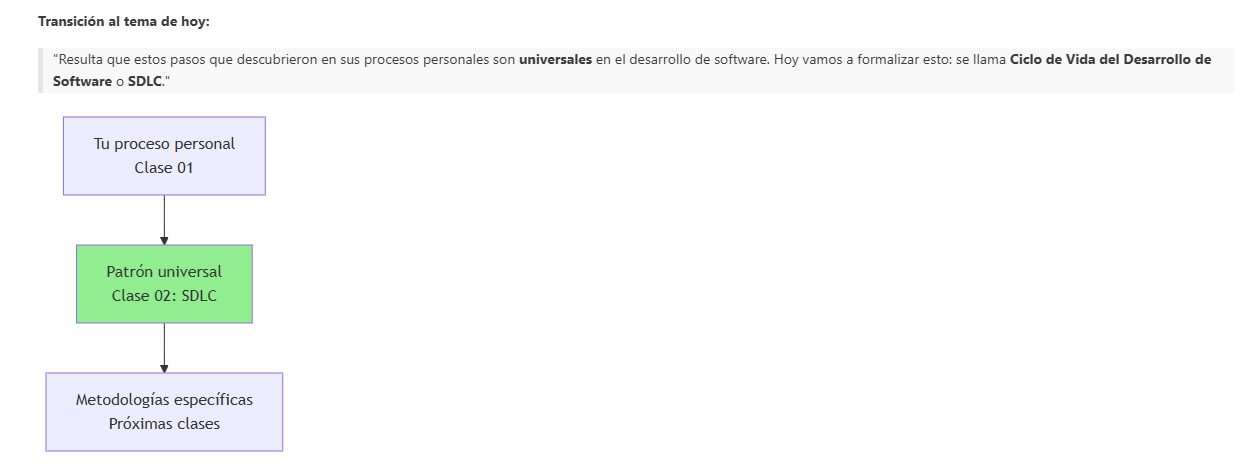 Transición al tema de hoy:
"Resulta que estos pasos que descubrieron en sus procesos personales son universales en el desarrollo de software. Hoy vamos a formalizar esto: se llama Ciclo de Vida del Desarrollo de
Software o SDLC."
Tu proceso personal
Clase 01
Patrón universal
Clase 02: SDLC
Metodologías específicas
Próximas clases